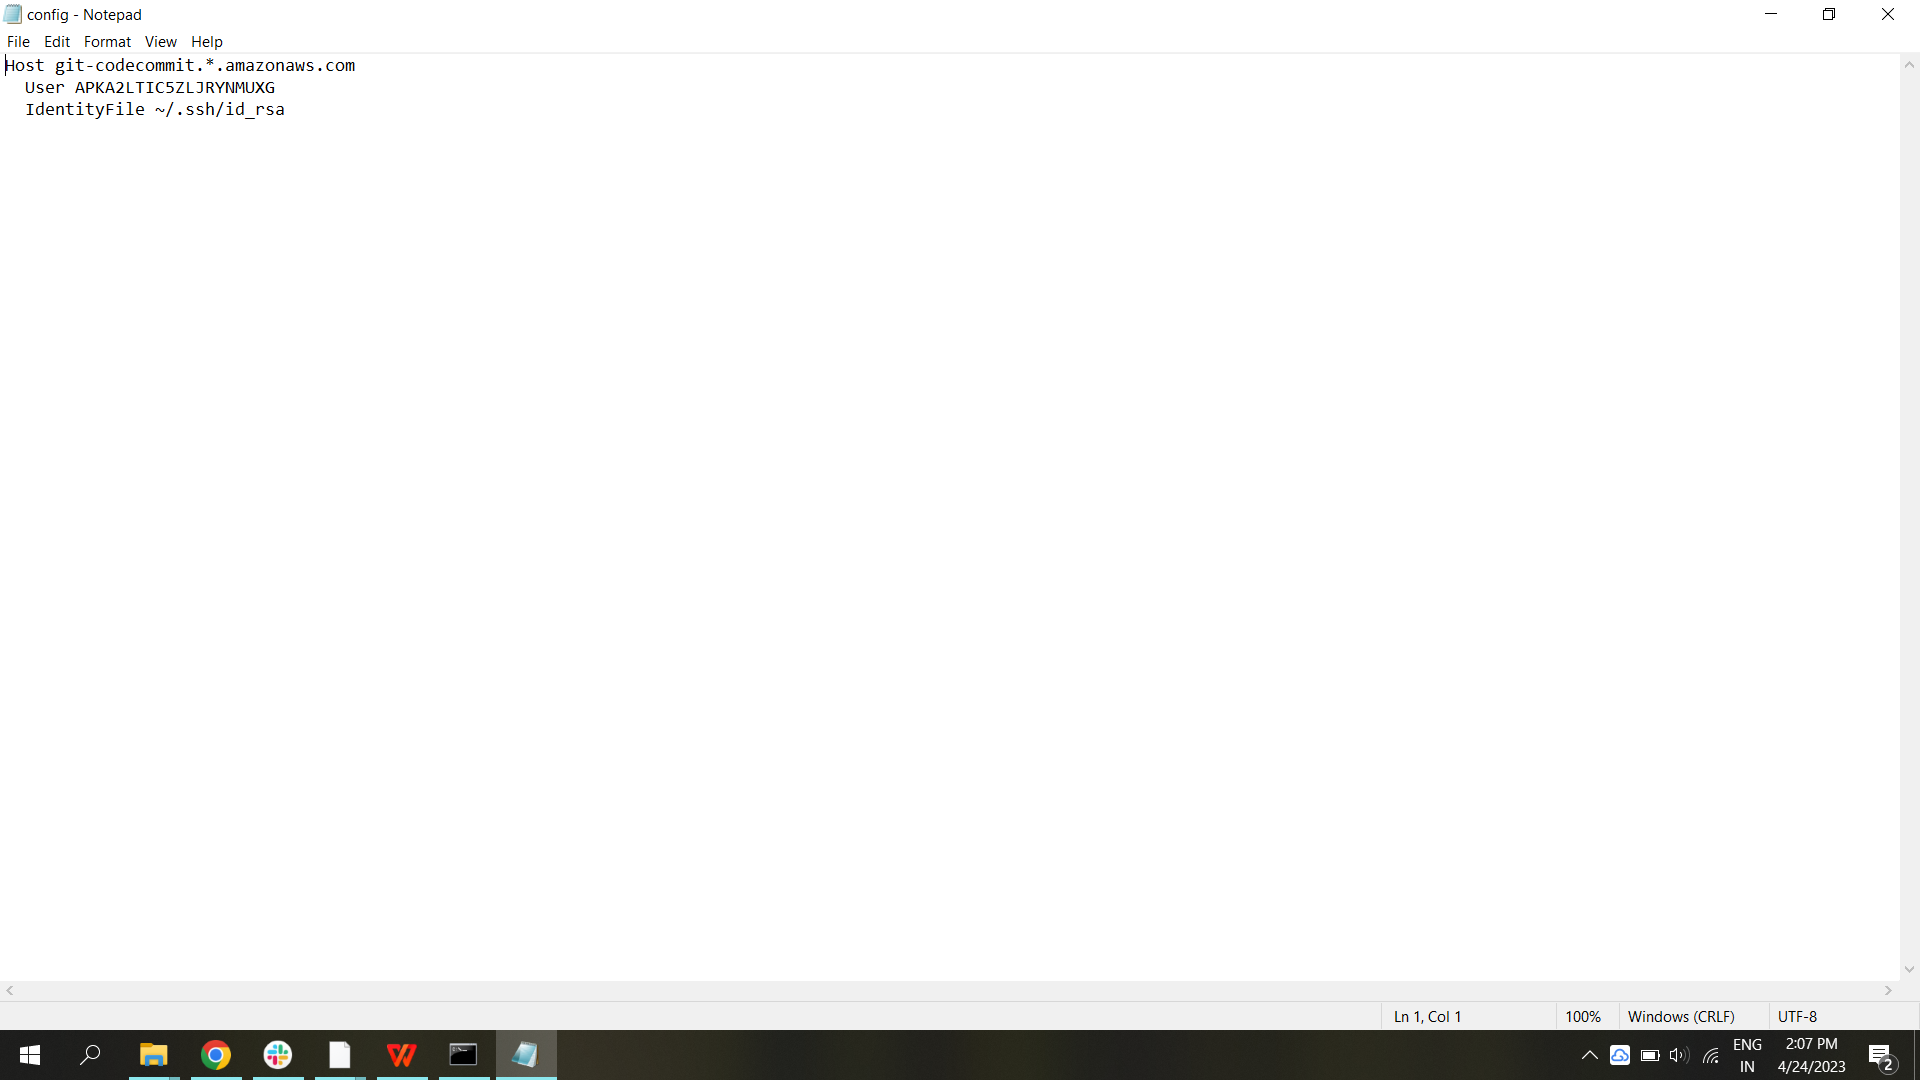 config - Notepad
File Edit Format View Help
Host git-codecommit.*.amazonaws.com
User APKA2LTIC5ZLJRYNMUXG
IdentityFile ~/.ssh/id_rsa
Ln 1, Col 1 100% Windows (CRLF) UTF-8
ENG
IN
2:07 PM
4/24/2023
2